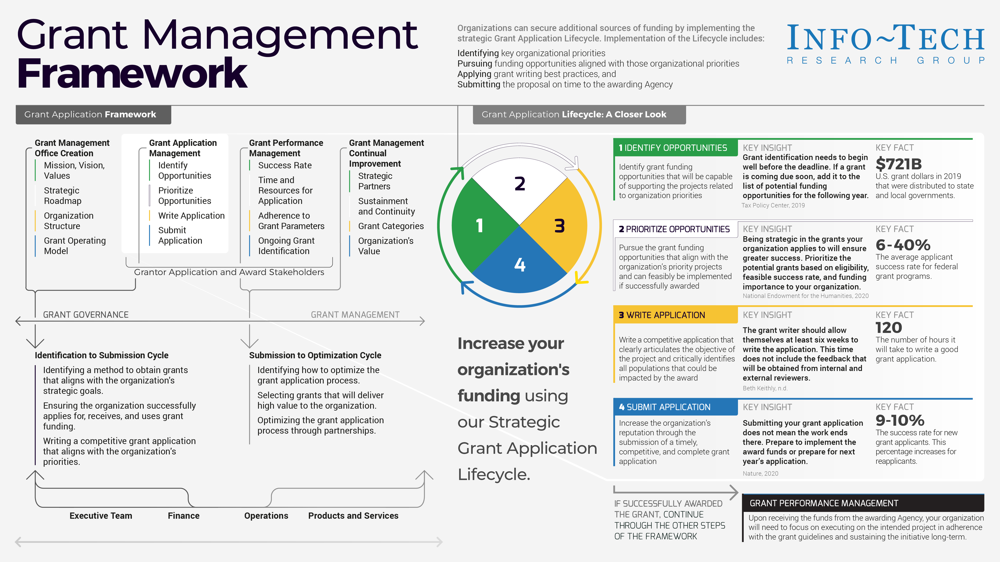 Grant Management
Framework
Organizations can secure additional sources of funding by implementing the
strategic Grant Application Lifecycle. Implementation of the Lifecycle includes:
Identifying key organizational priorities
Pursuing funding opportunities aligned with those organizational priorities
Applying grant writing best practices, and
Submitting the proposal on time to the awarding Agency
INFO~TECH
RESEARCH GROUP
Grant Application Framework
Grant Management
Office Creation
Mission, Vision,
Values
Strategic
Roadmap
Organization
Structure
Grant Operating
Model
Grant Application
Management
Identify
Opportunities
Prioritize
Opportunities
Write Application
Submit
Application
Grant Performance
Management
Success Rate
Time and
Resources for
Application
Adherence to
Grant Parameters
Ongoing Grant
Identification
Grant Management
Continual
Improvement
Strategic
Partners
Sustainment
and Continuity
Grant Categories
Organization's
Value
Grantor Application and Award Stakeholders
GRANT GOVERNANCE
GRANT MANAGEMENT
Identification to Submission Cycle
Identifying a method to obtain grants
that aligns with the organization's
strategic goals.
Ensuring the organization successfully
applies for, receives, and uses grant
funding.
Writing a competitive grant application
that aligns with the organization's
priorities.
Submission to Optimization Cycle
Identifying how to optimize the
grant application process.
Selecting grants that will deliver
high value to the organization.
Optimizing the grant application
process through partnerships.
Executive Team
Finance
Operations
Products and Services
Grant Application Lifecycle: A Closer Look
2
1
3
4
Increase your
organization's
funding using
our Strategic
Grant Application
Lifecycle.
1 IDENTIFY OPPORTUNITIES
Identify grant funding
opportunities that will be capable
of supporting the projects related
to organization priorities
KEY INSIGHT
Grant identification needs to begin
well before the deadline. If a grant
is coming due soon, add it to the
list of potential funding
opportunities for the following year.
Tax Policy Center, 2019
KEY FACT
$721B
U.S. grant dollars in 2019
that were distributed to state
and local governments.
2 PRIORITIZE OPPORTUNITIES
Pursue the grant funding
opportunities that align with the
organization's priority projects
and can feasibly be implemented
if successfully awarded
KEY INSIGHT
Being strategic in the grants your
organization applies to will ensure
greater success. Prioritize the
potential grants based on eligibility,
feasible success rate, and funding
importance to your organization.
National Endowment for the Humanities, 2020
KEY FACT
6-40%
The average applicant
success rate for federal
grant programs.
3 WRITE APPLICATION
Write a competitive application that
clearly articulates the objective of
the project and critically identifies
all populations that could be
impacted by the award
KEY INSIGHT
The grant writer should allow
themselves at least six weeks to
write the application. This time
does not include the feedback that
will be obtained from internal and
external reviewers.
Beth Keithly, n.d.
KEY FACT
120
The number of hours it
will take to write a good
grant application.
4 SUBMIT APPLICATION
Increase the organization's
reputation through the
submission of a timely,
competitive, and complete grant
application
KEY INSIGHT
Submitting your grant application
does not mean the work ends
there. Prepare to implement the
award funds or prepare for next
year's application.
Nature, 2020
KEY FACT
9-10%
The success rate for new
grant applicants. This
percentage increases for
reapplicants.
IF SUCCESSFULLY AWARDED
THE GRANT, CONTINUE
THROUGH THE OTHER STEPS
OF THE FRAMEWORK
GRANT PERFORMANCE MANAGEMENT
Upon receiving the funds from the awarding Agency, your organization
will need to focus on executing on the intended project in adherence
with the grant guidelines and sustaining the initiative long-term.